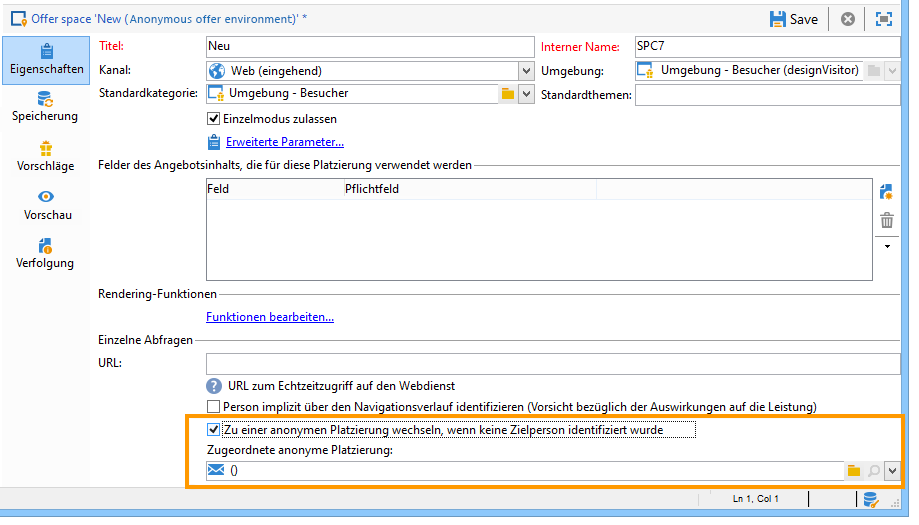 Offer space 'New (Anonymous offer environment)' *
Save
Eigenschaften
Speicherung
Vorschläge
Vorschau
Verfolgung
Titel: Neu Interner Name: SPC7
Kanal: Web (eingehend) Umgebung: Umgebung - Besucher (designVisitor)
Standardkategorie: Umgebung - Besucher Standardthemen:
Einzelmodus zulassen
Erweiterte Parameter...
Felder des Angebotsinhalts, die für diese Platzierung verwendet werden
Feld Pflichtfeld
Rendering-Funktionen
Funktionen bearbeiten...
Einzelne Abfragen
URL:
? URL zum Echtzeitzugriff auf den Webdienst
Person implizit über den Navigationsverlauf identifizieren (Vorsicht bezüglich der Auswirkungen auf die Leistung)
Zu einer anonymen Platzierung wechseln, wenn keine Zielperson identifiziert wurde
Zugeordnete anonyme Platzierung:
()
Ln 1, Col 1